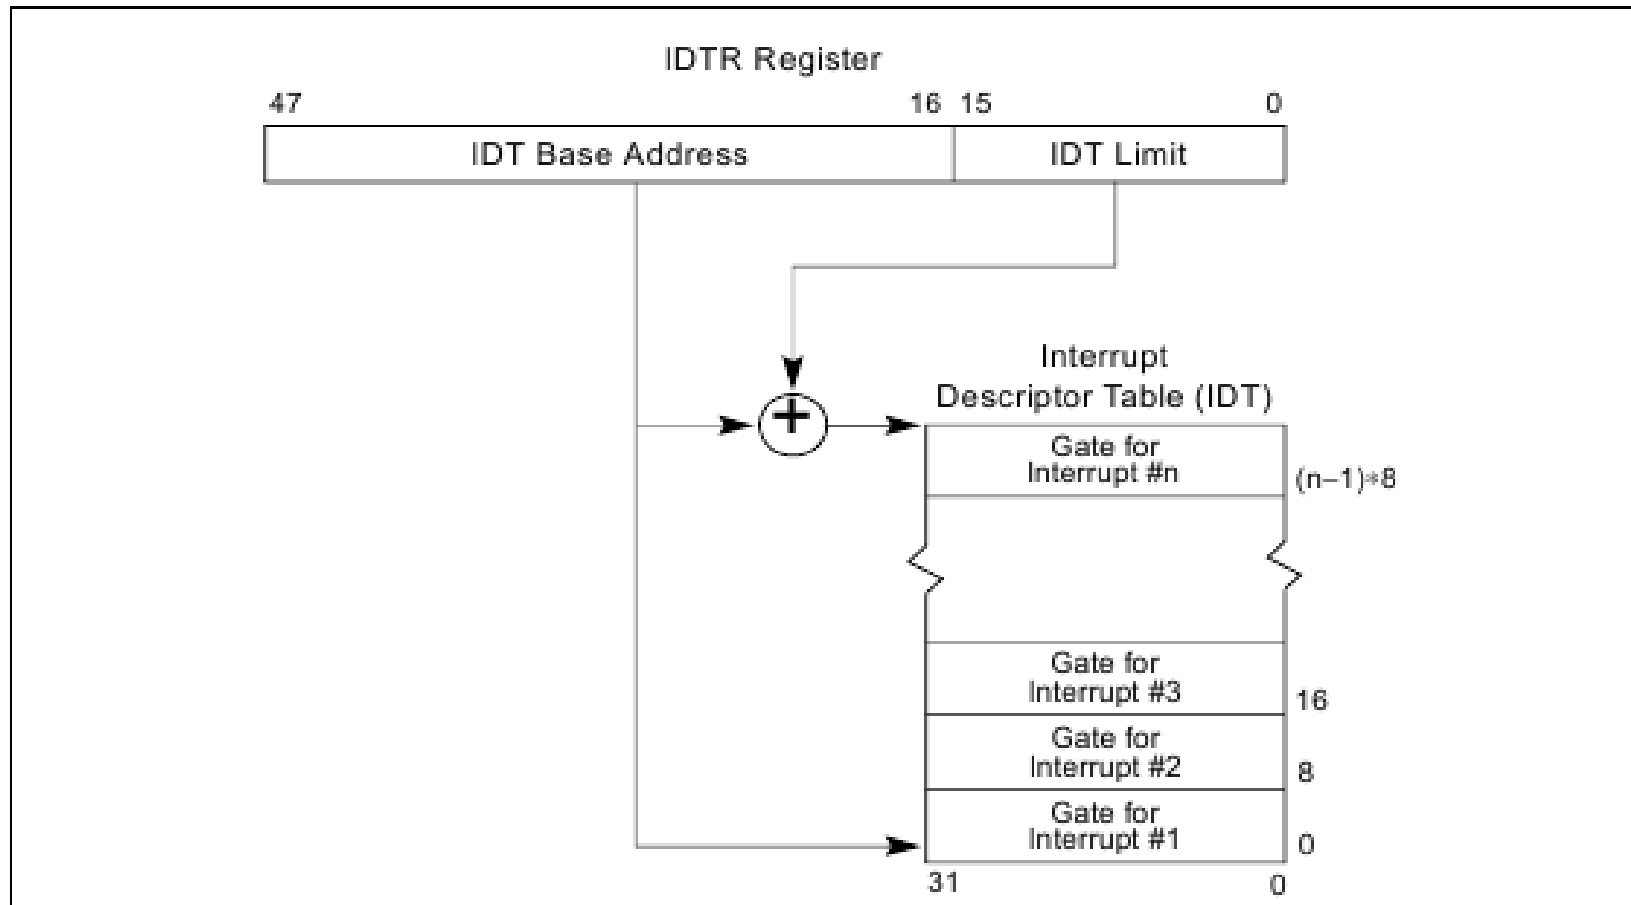 IDTR Register
47 16 15 0
IDT Base Address IDT Limit
Interrupt
Descriptor Table (IDT)
+
Gate for
Interrupt #n
(n–1)∗8
Gate for
Interrupt #3
16
Gate for
Interrupt #2
8
Gate for
Interrupt #1
0
31 0